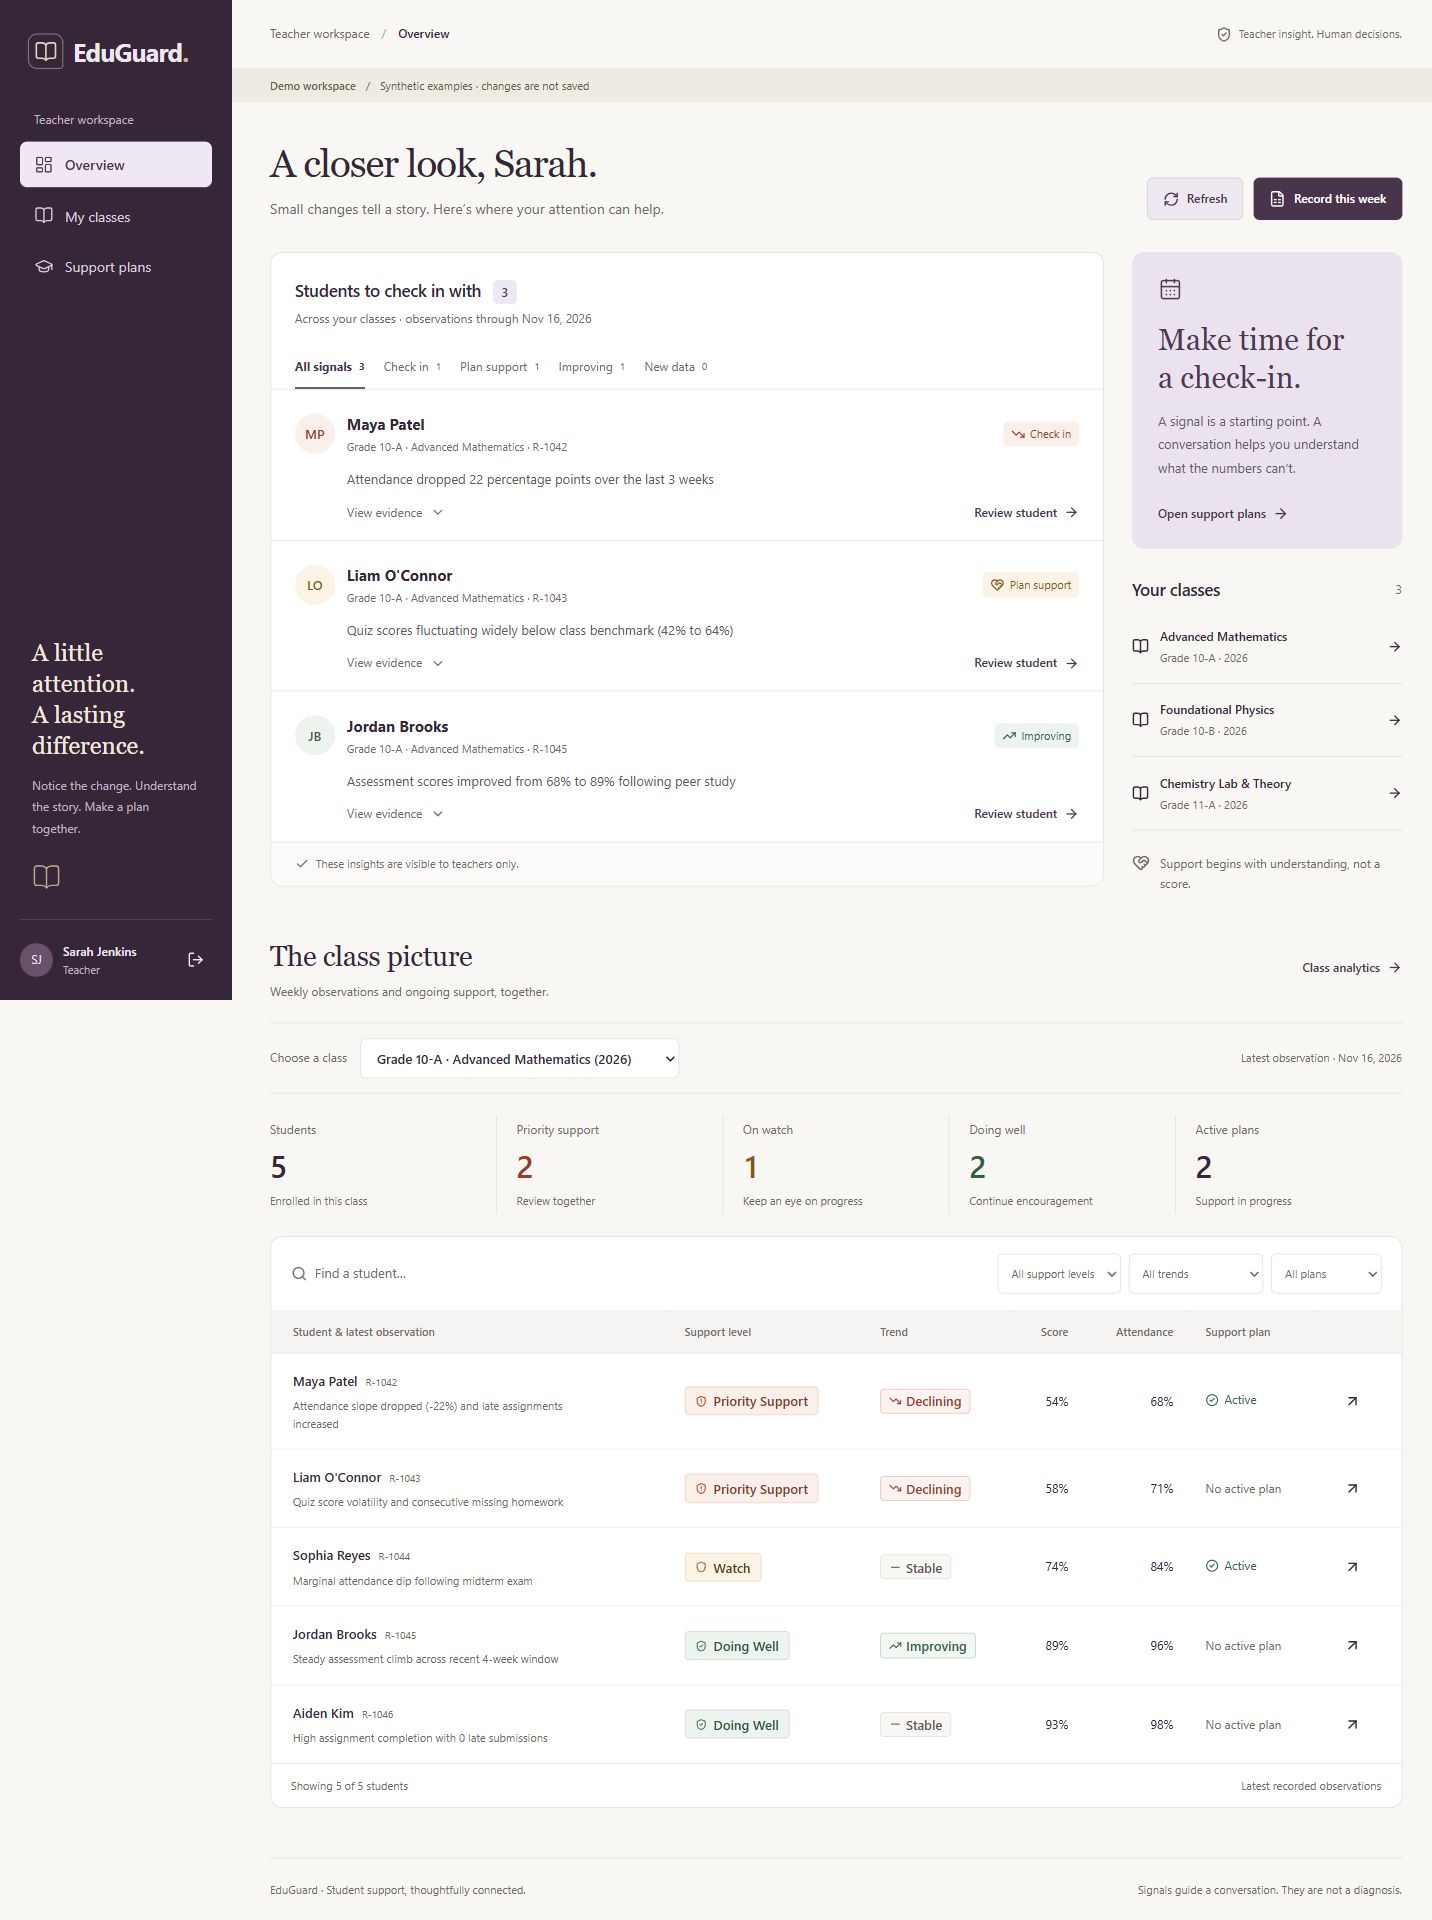 EduGuard.
Teacher workspace
Overview
My classes
Support plans
A little
attention.
A lasting
difference.
Notice the change. Understand
the story. Make a plan
together.
SJ
Sarah Jenkins
Teacher
Teacher workspace / Overview
Teacher insight. Human decisions.
Demo workspace / Synthetic examples · changes are not saved
A closer look, Sarah.
Small changes tell a story. Here's where your attention can help.
Refresh
Record this week
Students to check in with 3
Across your classes · observations through Nov 16, 2026
All signals 3 Check in 1 Plan support 1 Improving 1 New data 0
MP
Maya Patel
Grade 10-A · Advanced Mathematics · R-1042
Check in
Attendance dropped 22 percentage points over the last 3 weeks
View evidence
Review student
LO
Liam O'Connor
Grade 10-A · Advanced Mathematics · R-1043
Plan support
Quiz scores fluctuating widely below class benchmark (42% to 64%)
View evidence
Review student
JB
Jordan Brooks
Grade 10-A · Advanced Mathematics · R-1045
Improving
Assessment scores improved from 68% to 89% following peer study
View evidence
Review student
These insights are visible to teachers only.
Make time for
a check-in.
A signal is a starting point. A
conversation helps you understand
what the numbers can't.
Open support plans
Your classes 3
Advanced Mathematics
Grade 10-A · 2026
Foundational Physics
Grade 10-B · 2026
Chemistry Lab & Theory
Grade 11-A · 2026
Support begins with understanding, not a
score.
The class picture
Weekly observations and ongoing support, together.
Class analytics
Choose a class
Grade 10-A · Advanced Mathematics (2026)
Latest observation · Nov 16, 2026
Students
5
Enrolled in this class
Priority support
2
Review together
On watch
1
Keep an eye on progress
Doing well
2
Continue encouragement
Active plans
2
Support in progress
Find a student...
All support levels
All trends
All plans
Student & latest observation Support level Trend Score Attendance Support plan
Maya Patel R-1042
Attendance slope dropped (-22%) and late assignments
increased
Priority Support Declining 54% 68% Active
Liam O'Connor R-1043
Quiz score volatility and consecutive missing homework
Priority Support Declining 58% 71% No active plan
Sophia Reyes R-1044
Marginal attendance dip following midterm exam
Watch Stable 74% 84% Active
Jordan Brooks R-1045
Steady assessment climb across recent 4-week window
Doing Well Improving 89% 96% No active plan
Aiden Kim R-1046
High assignment completion with 0 late submissions
Doing Well Stable 93% 98% No active plan
Showing 5 of 5 students
Latest recorded observations
EduGuard · Student support, thoughtfully connected.
Signals guide a conversation. They are not a diagnosis.